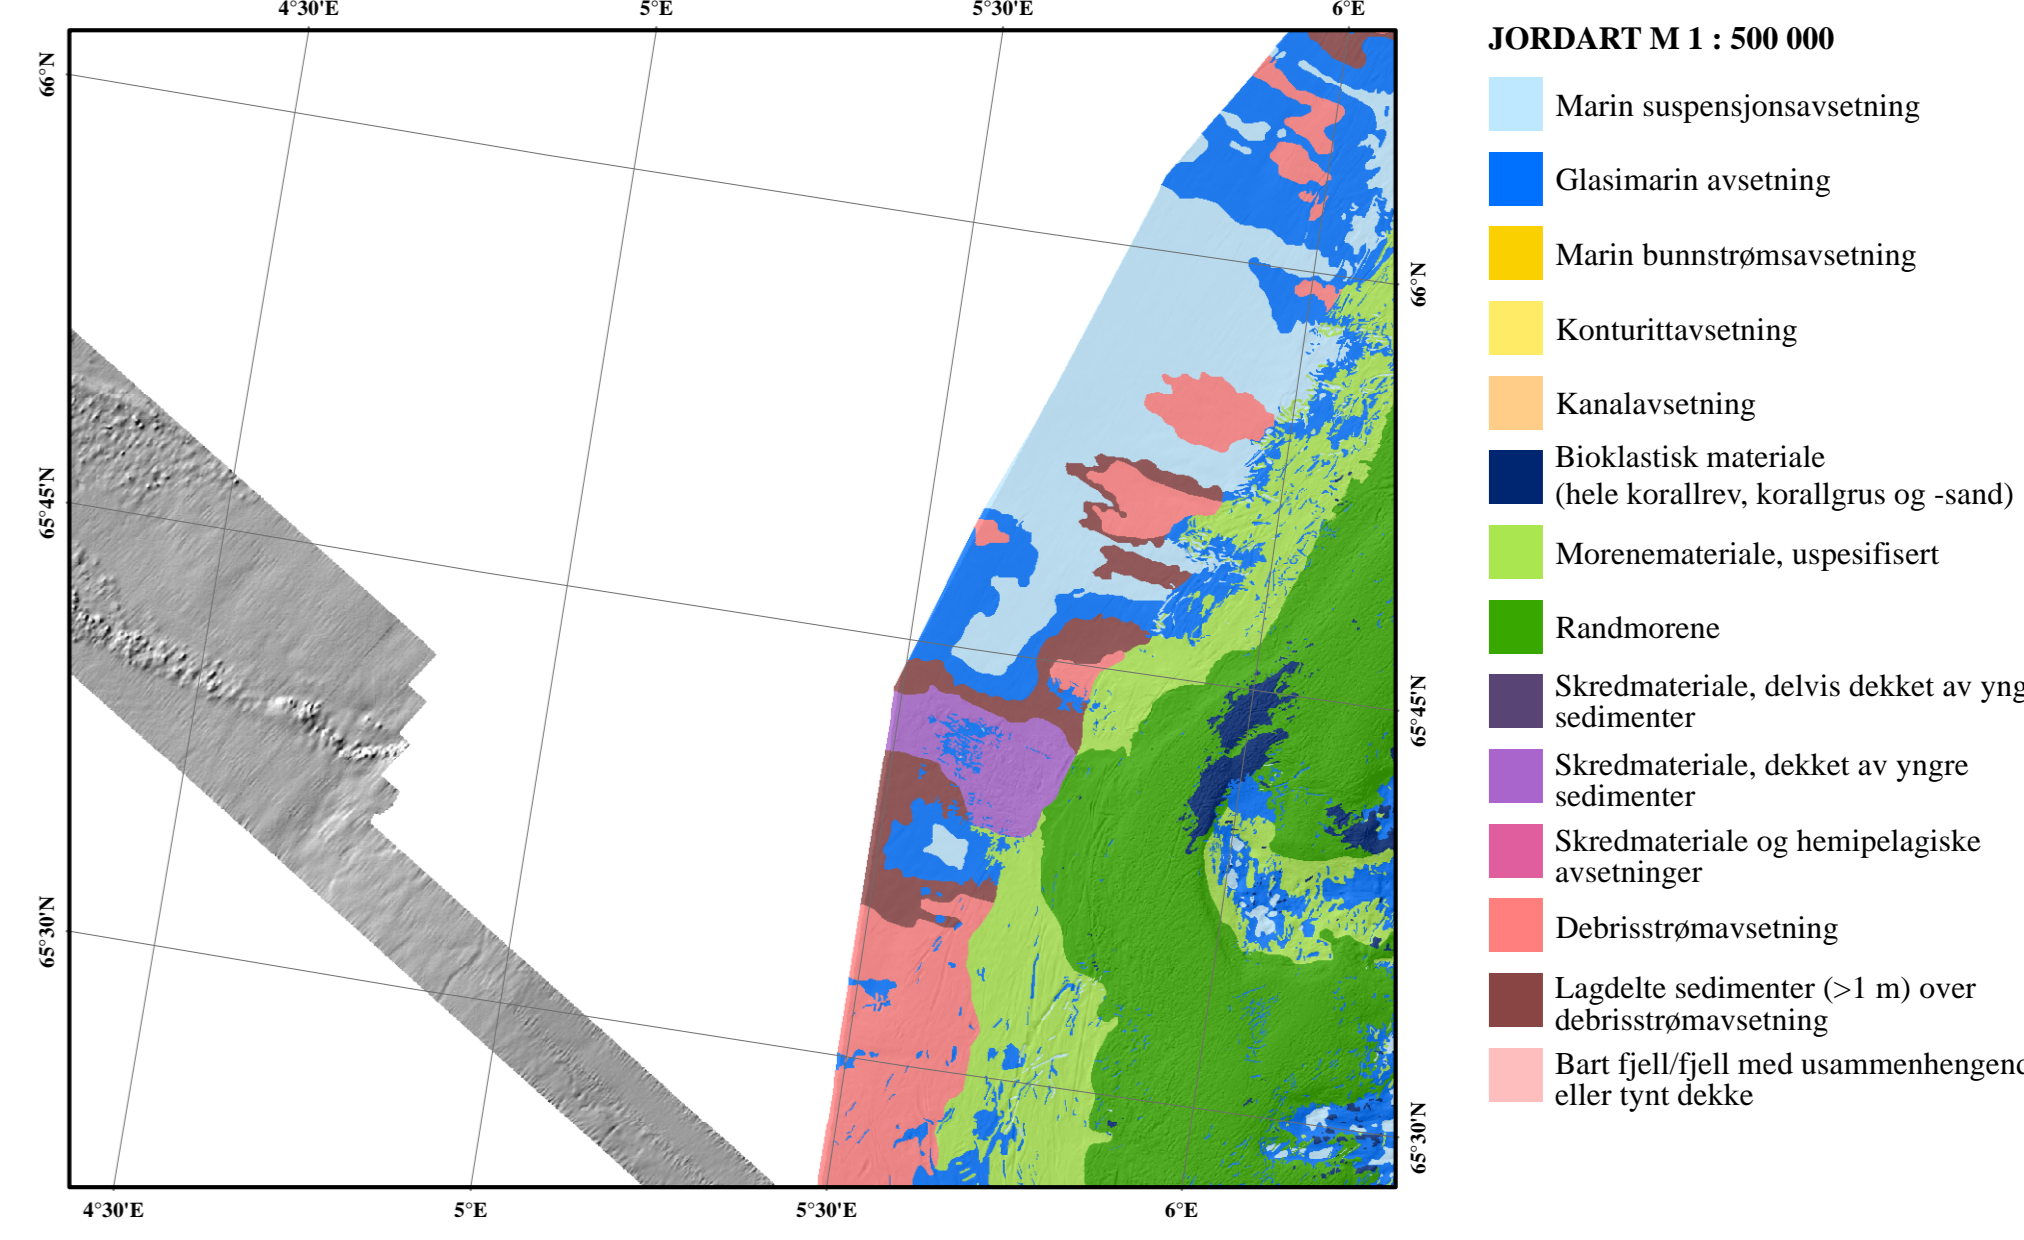 4°30'E 5°E 5°30'E 6°E
66°N
65°45'N
65°30'N
66°N
65°45'N
65°30'N
4°30'E 5°E 5°30'E 6°E
JORDART M 1 : 500 000
Marin suspensjonsavsetning
Glasimarin avsetning
Marin bunnstrømsavsetning
Konturittavsetning
Kanalavsetning
Bioklastisk materiale
(hele korallrev, korallgrus og -sand)
Morenemateriale, uspesifisert
Randmorene
Skredmateriale, delvis dekket av yng
sedimenter
Skredmateriale, dekket av yngre
sedimenter
Skredmateriale og hemipelagiske
avsetninger
Debrisstrømavsetning
Lagdelte sedimenter (>1 m) over
debrisstrømavsetning
Bart fjell/fjell med usammenhengend
eller tynt dekke